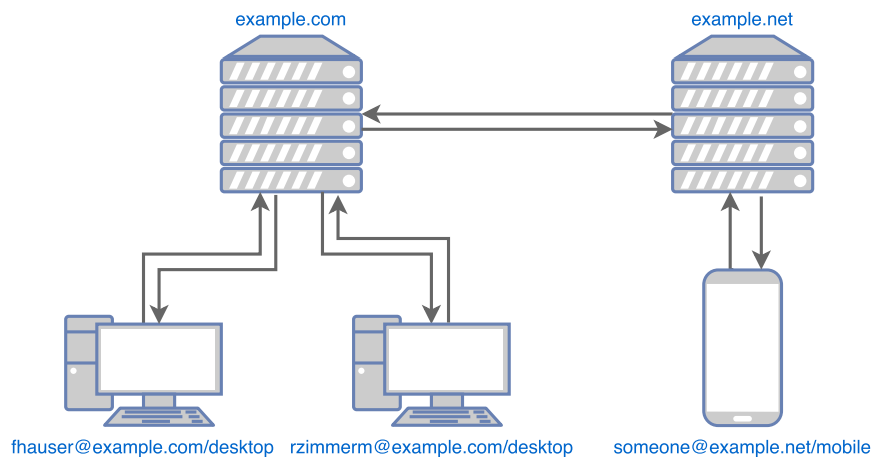 example.com
example.net
fhauser@example.com/desktop
rzimmerm@example.com/desktop
someone@example.net/mobile